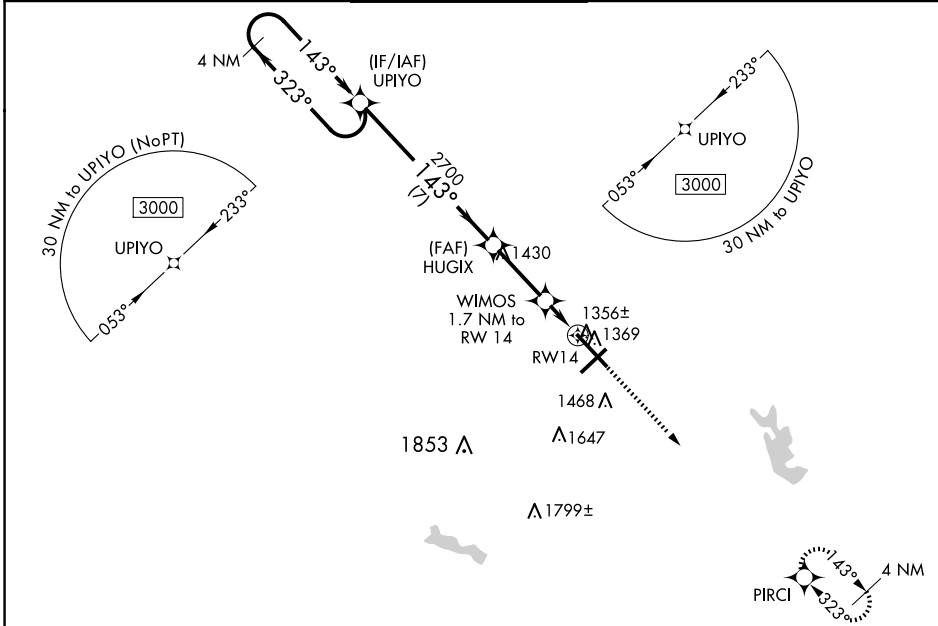 4 NM
143°
323°
(IF/IAF)
UPIYO
30 NM to UPIYO (NoPT)
3000
233°
UPIYO
053°
233°
UPIYO
3000
053°
30 NM to UPIYO
2700
143°
(7)
(FAF)
HUGIX
1430
WIMOS
1.7 NM to
RW 14
1356±
1369
RW14
1468
1647
1853
1799±
143°
4 NM
PIRCI
323°